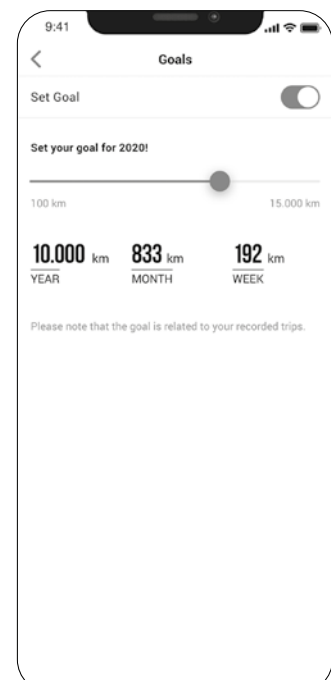 9:41
Goals
Set Goal
Set your goal for 2020!
100 km 15.000 km
10.000 km 833 km 192 km
YEAR MONTH WEEK
Please note that the goal is related to your recorded trips.